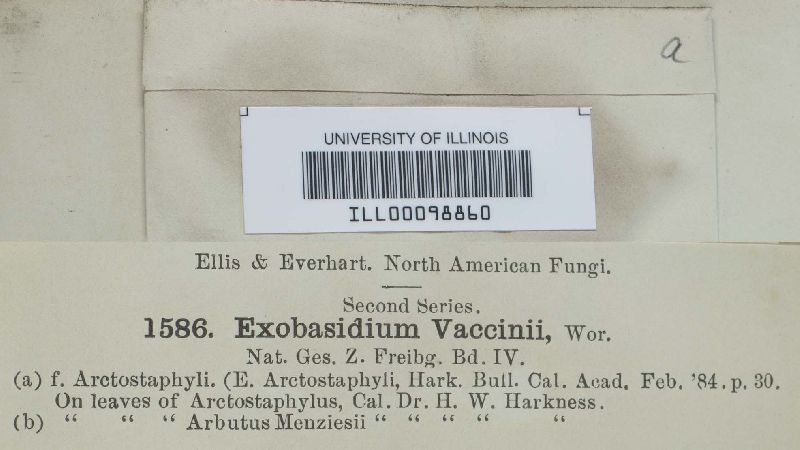 a
UNIVERSITY OF ILLINOIS
ILL00098860
Ellis & Everhart. North American Fungi.
Second Series.
1586. Exobasidium Vaccinii, Wor.
Nat. Ges. Z. Freibg. Bd. IV.
(a) f. Arctostaphyli. (E. Arctostaphyli, Hark. Bull. Cal. Acad. Feb. '84. p. 30.
On leaves of Arctostaphylus, Cal. Dr. H. W. Harkness.
(b) “ “ “ Arbutus Menziesii “ “ “ “ “